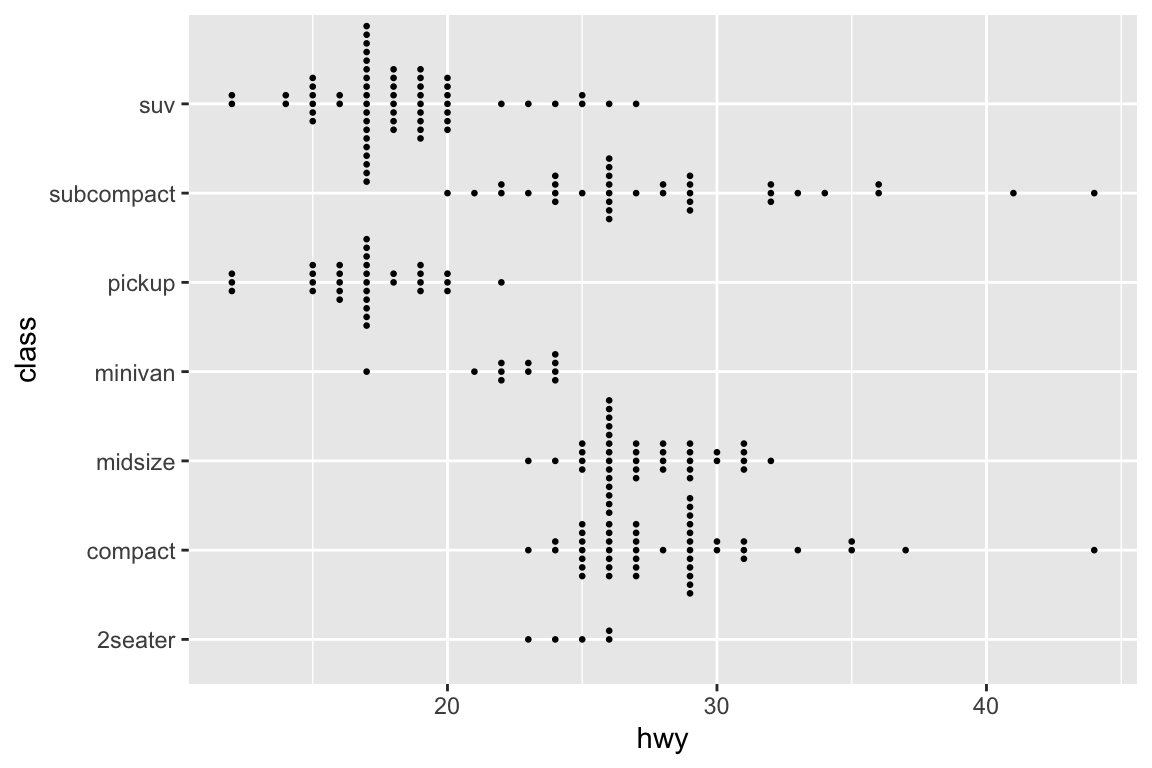 suv
subcompact
pickup
minivan
midsize
compact
2seater
class
20
30
40
hwy